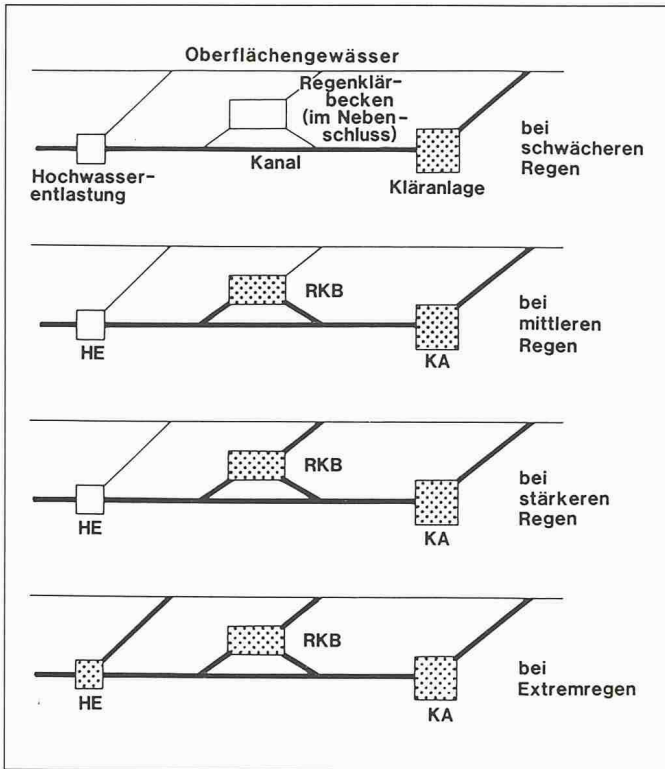 Oberflächengewässer
Regenklär-
becken
(im Neben-
schluss)
Hochwasser-
entlastung
Kanal
Kläranlage
bei
schwächeren
Regen
RKB
HE
KA
bei
mittleren
Regen
RKB
HE
KA
bei
stärkeren
Regen
RKB
HE
KA
bei
Extremregen